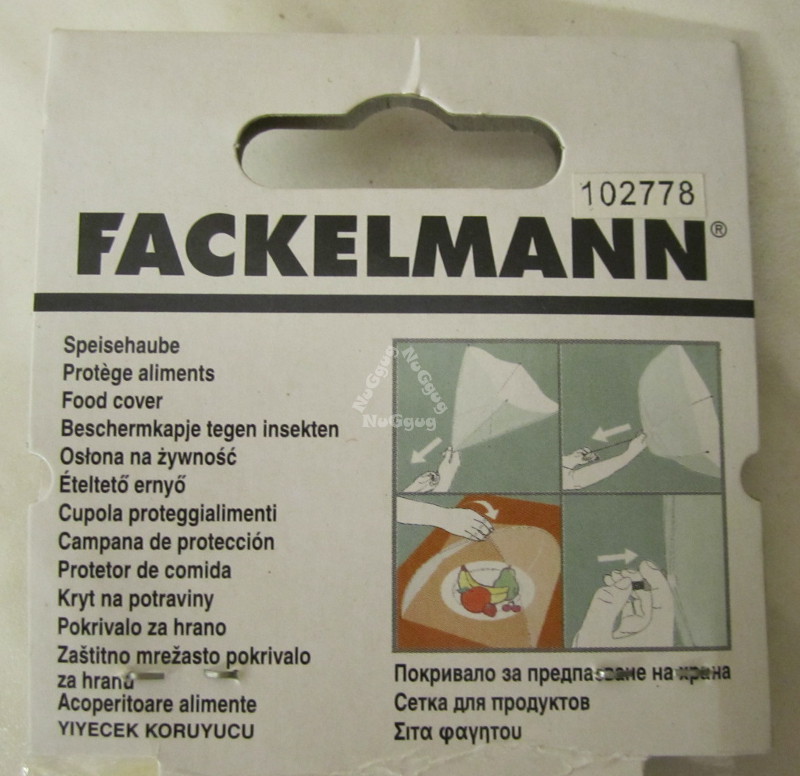 102778
FACKELMANN®
Speisehaube
Protège aliments
Food cover
Beschermkapje tegen insekten
Osłona na żywność
Ételtető ernyő
Cupola proteggialimenti
Campana de protección
Protetor de comida
Kryt na potraviny
Pokrivalo za hrano
Zaštitno mrežasto pokrivalo
za hranu
Acoperitoare alimente
YIYECEK KORUYUCU
NuGgug
NuGgug
NuGgug
Покривало за предпазване на храна
Сетка для продуктов
Σιτα φαγητου